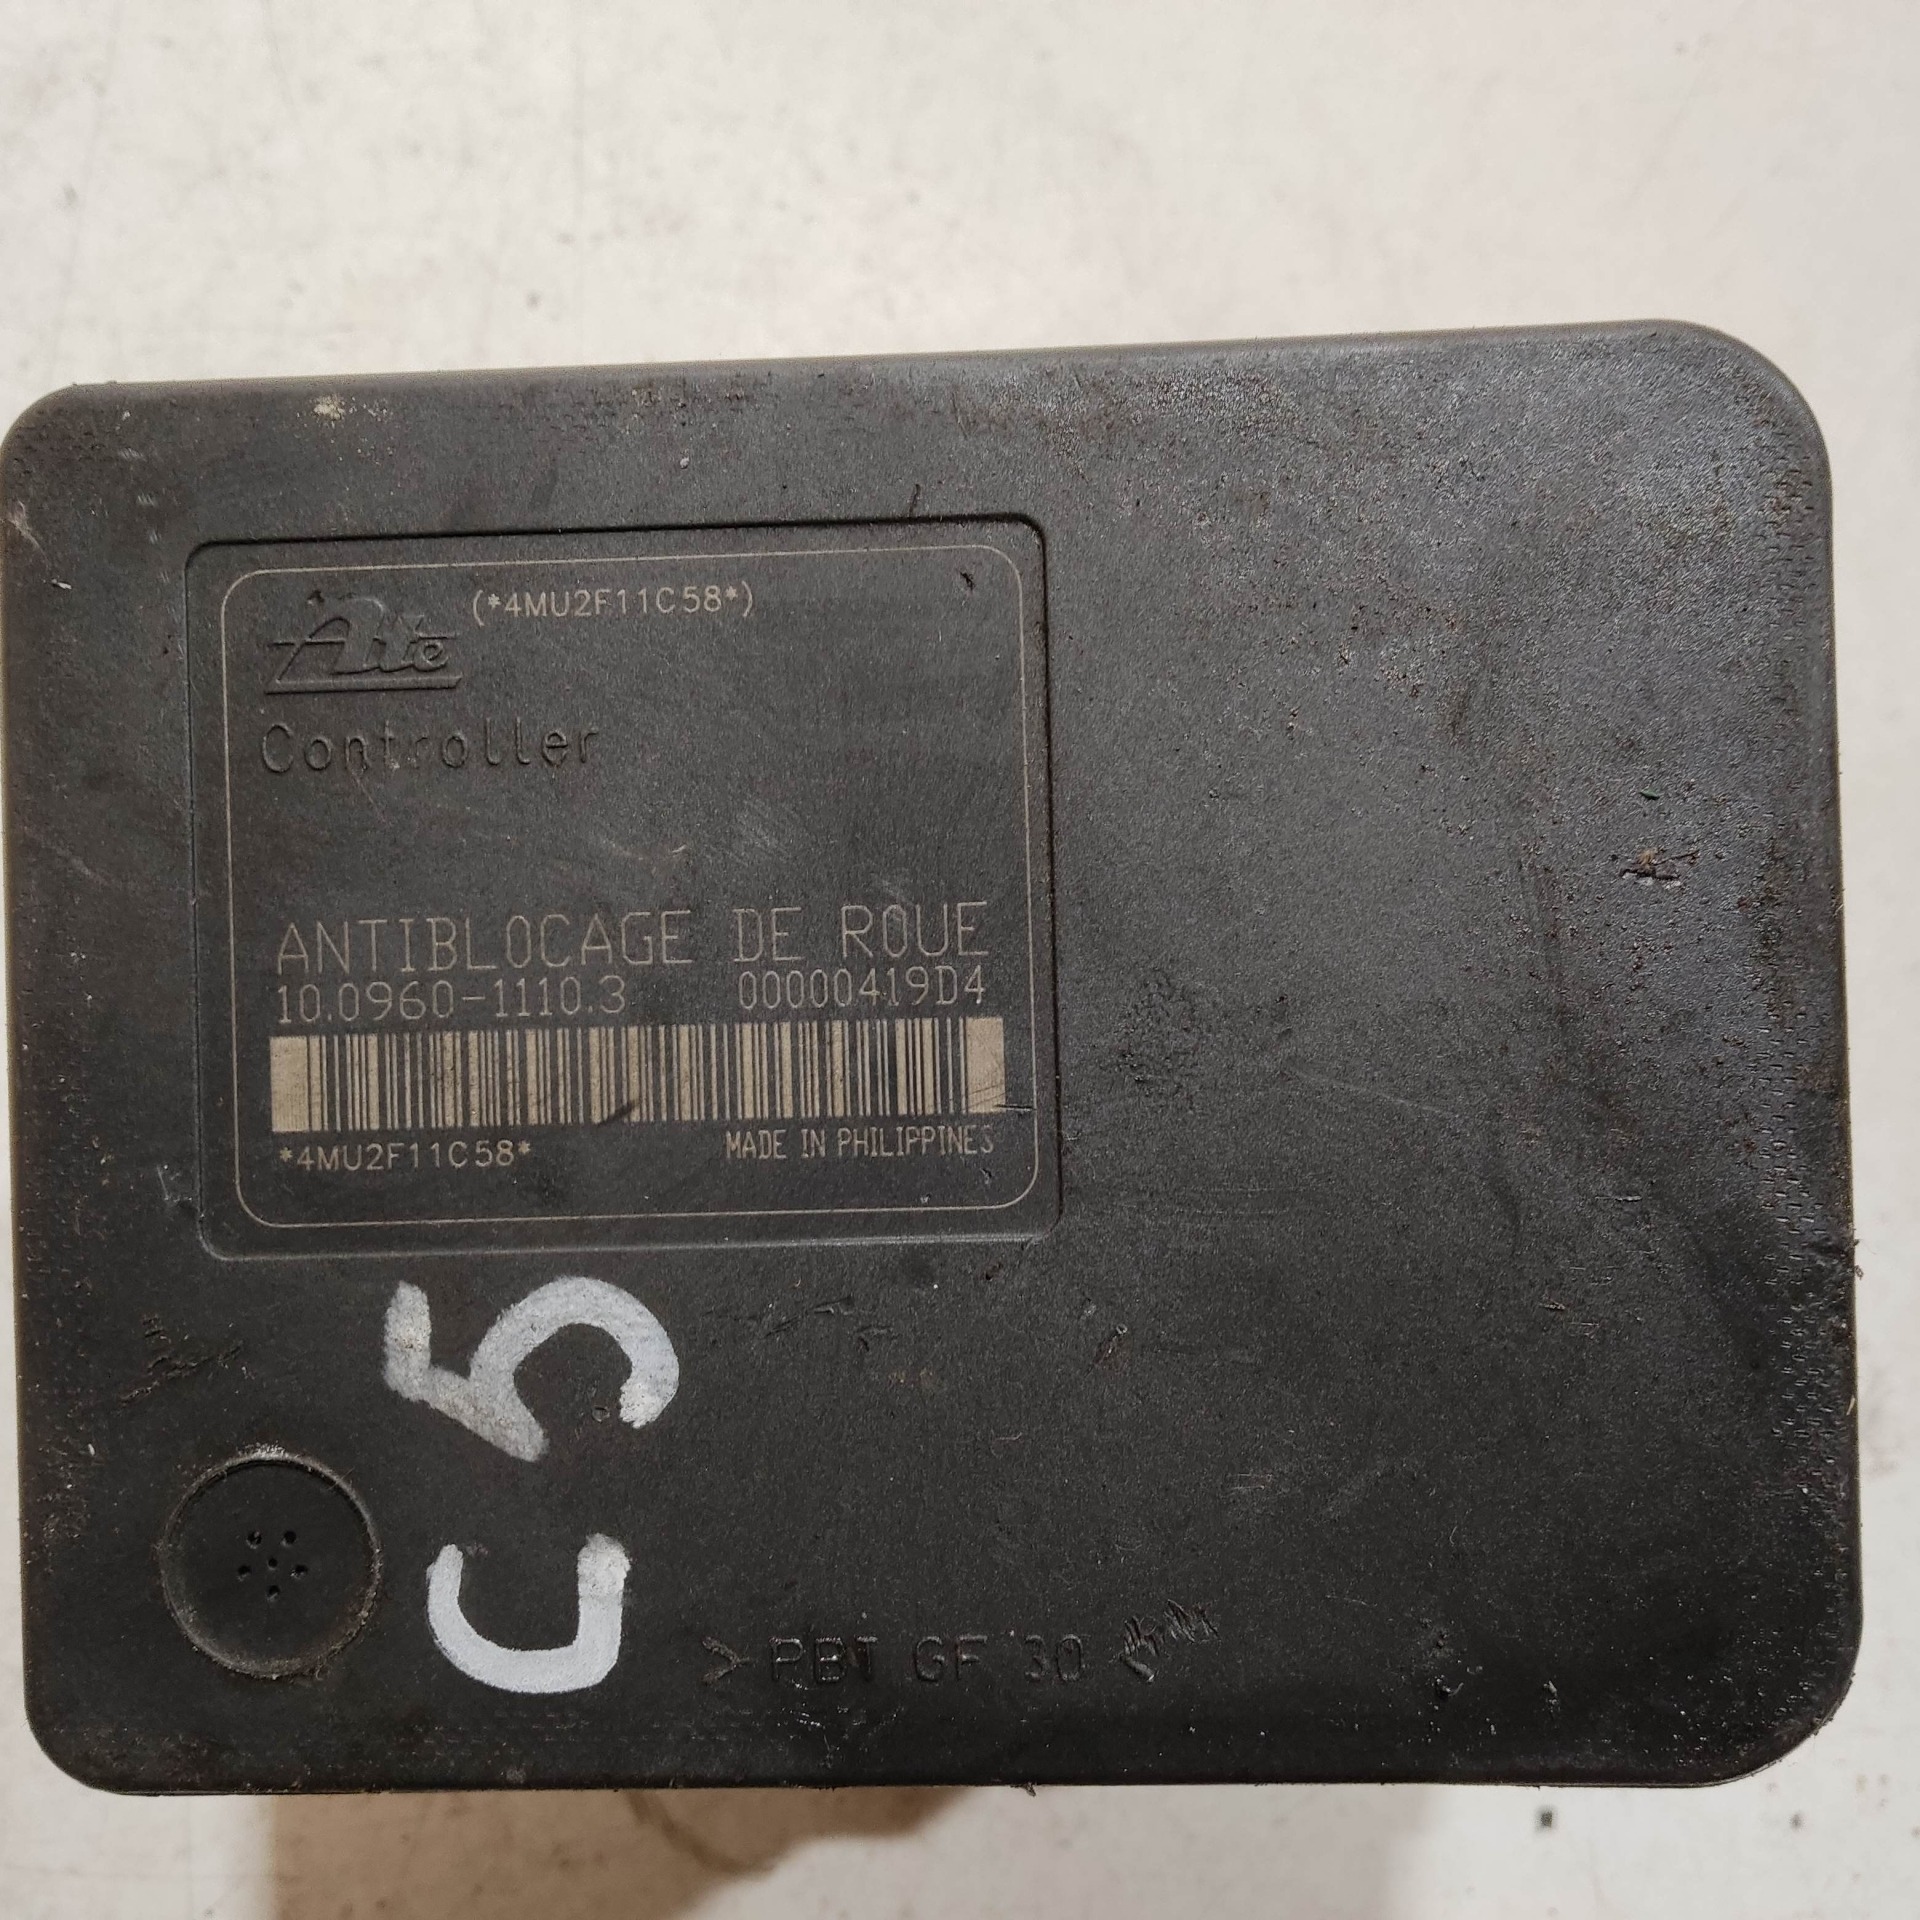 (*4MU2F11C58*)
Ate
Controller
ANTIBLOCAGE DE ROUE
10.0960-1110.3 00000419D4
*4MU2F11C58* MADE IN PHILIPPINES
C5
> PBT GF 30